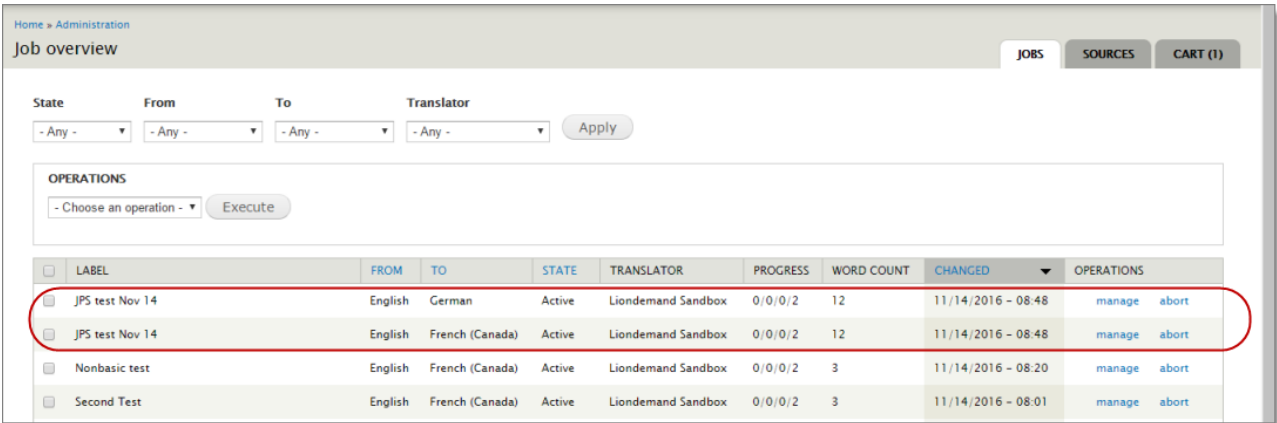 Home » Administration
Job overview
JOBS SOURCES CART (1)
State From To Translator
- Any - - Any - - Any - - Any - Apply
OPERATIONS
- Choose an operation - Execute
LABEL FROM TO STATE TRANSLATOR PROGRESS WORD COUNT CHANGED OPERATIONS
JPS test Nov 14 English German Active Liondemand Sandbox 0/0/0/2 12 11/14/2016 - 08:48 manage abort
JPS test Nov 14 English French (Canada) Active Liondemand Sandbox 0/0/0/2 12 11/14/2016 - 08:48 manage abort
Nonbasic test English French (Canada) Active Liondemand Sandbox 0/0/0/2 3 11/14/2016 - 08:20 manage abort
Second Test English French (Canada) Active Liondemand Sandbox 0/0/0/2 3 11/14/2016 - 08:01 manage abort